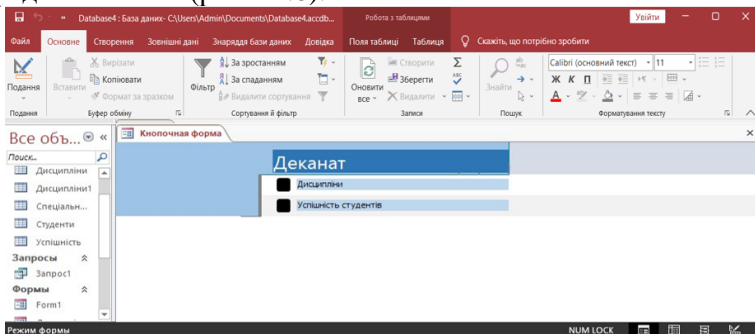 Database4 : База даних- C:\Users\Admin\Documents\Database4.accdb...
Робота з таблицями
Увійти
Файл Основне Створення Зовнішні дані Знаряддя бази даних Довідка Поля таблиці Таблиця Скажіть, що потрібно зробити
Подання
Вставити
Вирізати
Копіювати
Формат за зразком
Фільтр
За зростанням
За спаданням
Видалити сортування
Оновити все
Створити
Зберегти
Видалити
Знайти
Calibri (основний текст) 11
Ж К П
Подання Буфер обміну Сортування й фільтр Записи Пошук Форматування тексту
Все объ...
Поиск...
Дисципліни
Дисципліни1
Спеціальн...
Студенти
Успішність
Запросы
Запрос1
Формы
Form1
Кнопочная форма
Деканат
Дисципліни
Успішність студентів
Режим формы
NUM LOCK